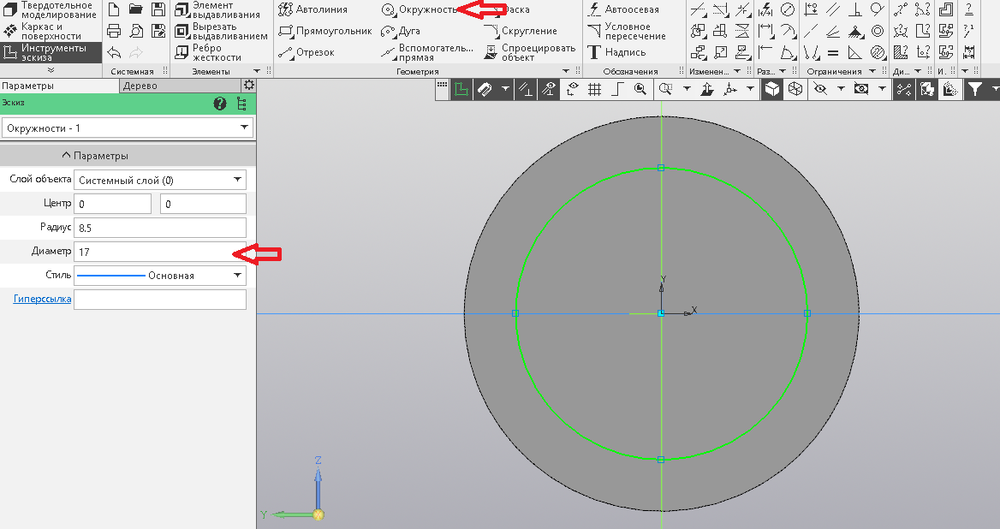 Твердотельное
моделирование
Каркас и
поверхности
Инструменты
эскиза
Системная
Элемент
выдавливания
Вырезать
выдавливанием
Ребро
жесткости
Элементы
Автолиния
Прямоугольник
Отрезок
Окружность
Дуга
Вспомогатель...
прямая
Фаска
Скругление
Спроецировать
объект
Геометрия
Автоосевая
Условное
пересечение
Надпись
Обозначения
Изменен...
Раз...
Ограничения
Ди...
И...
Параметры
Дерево
Эскиз
Окружности - 1
Параметры
Слой объекта
Системный слой (0)
Центр
0
0
Радиус
8.5
Диаметр
17
Стиль
Основная
Гиперссылка
Y
X
Z
Y